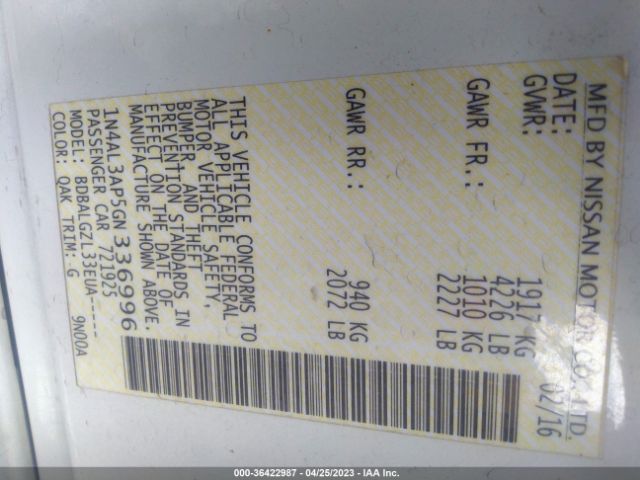 MFD BY NISSAN MOTOR CO., LTD.
DATE: 02/16
GVWR: 1917 KG
4226 LB
GAWR FR.: 1010 KG
2227 LB
GAWR RR.: 940 KG
2072 LB
THIS VEHICLE CONFORMS TO
ALL APPLICABLE FEDERAL
MOTOR VEHICLE SAFETY,
BUMPER, AND THEFT
PREVENTION STANDARDS IN
EFFECT ON THE DATE OF
MANUFACTURE SHOWN ABOVE.
1N4AL3AP5GN336996
PASSENGER CAR 721925
MODEL: BDBALGZL33EUA-----
COLOR: QAK TRIM: G 9N00A
000-36422987 - 04/25/2023 - IAA Inc.